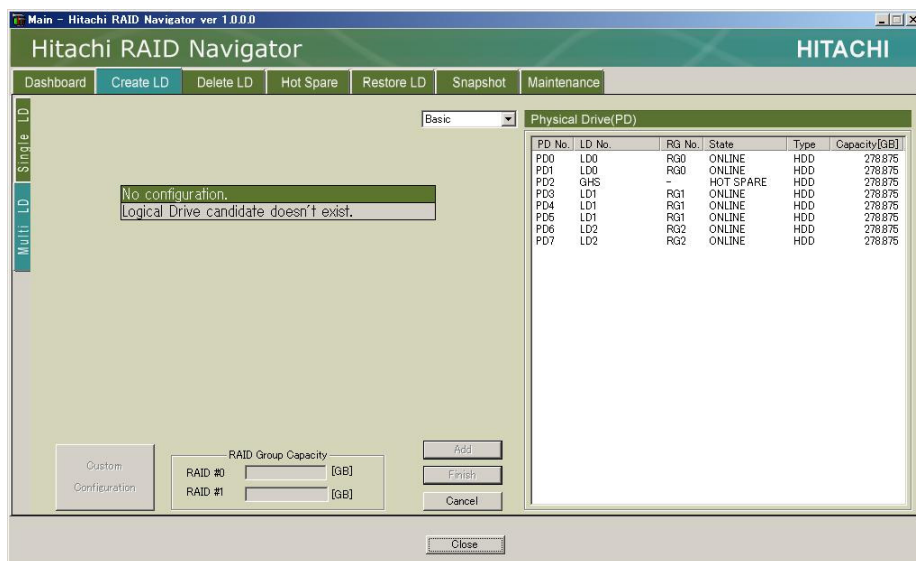 Main - Hitachi RAID Navigator ver 1.0.0.0
Hitachi RAID Navigator
HITACHI
Dashboard Create LD Delete LD Hot Spare Restore LD Snapshot Maintenance
Single LD
Multi LD
Basic
No configuration.
Logical Drive candidate doesn't exist.
Custom
Configuration
RAID Group Capacity
RAID #0 [GB]
RAID #1 [GB]
Add
Finish
Cancel
Physical Drive(PD)
PD No. LD No. RG No. State Type Capacity[GB]
PD0 LD0 RG0 ONLINE HDD 278.875
PD1 LD0 RG0 ONLINE HDD 278.875
PD2 GHS - HOT SPARE HDD 278.875
PD3 LD1 RG1 ONLINE HDD 278.875
PD4 LD1 RG1 ONLINE HDD 278.875
PD5 LD1 RG1 ONLINE HDD 278.875
PD6 LD2 RG2 ONLINE HDD 278.875
PD7 LD2 RG2 ONLINE HDD 278.875
Close